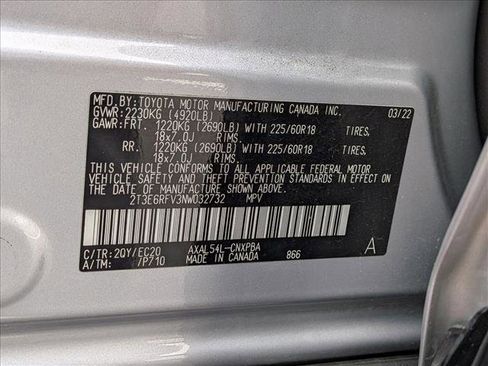 MFD.BY:TOYOTA MOTOR MANUFACTURING CANADA INC. 03/22
GVWR:2230KG (4920LB)
GAWR:FRT. 1220KG (2690LB) WITH 225/60R18 TIRES,
18x7.0J RIMS
RR. 1220KG (2690LB) WITH 225/60R18 TIRES,
18x7.0J RIMS
THIS VEHICLE CONFORMS TO ALL APPLICABLE FEDERAL MOTOR
VEHICLE SAFETY AND THEFT PREVENTION STANDARDS IN EFFECT
ON THE DATE OF MANUFACTURE SHOWN ABOVE.
2T3E6RFV3NW032732 MPV
C/TR:2QY/EC20 AXAL54L-CNXPBA A
A/TM: /P710 MADE IN CANADA 866